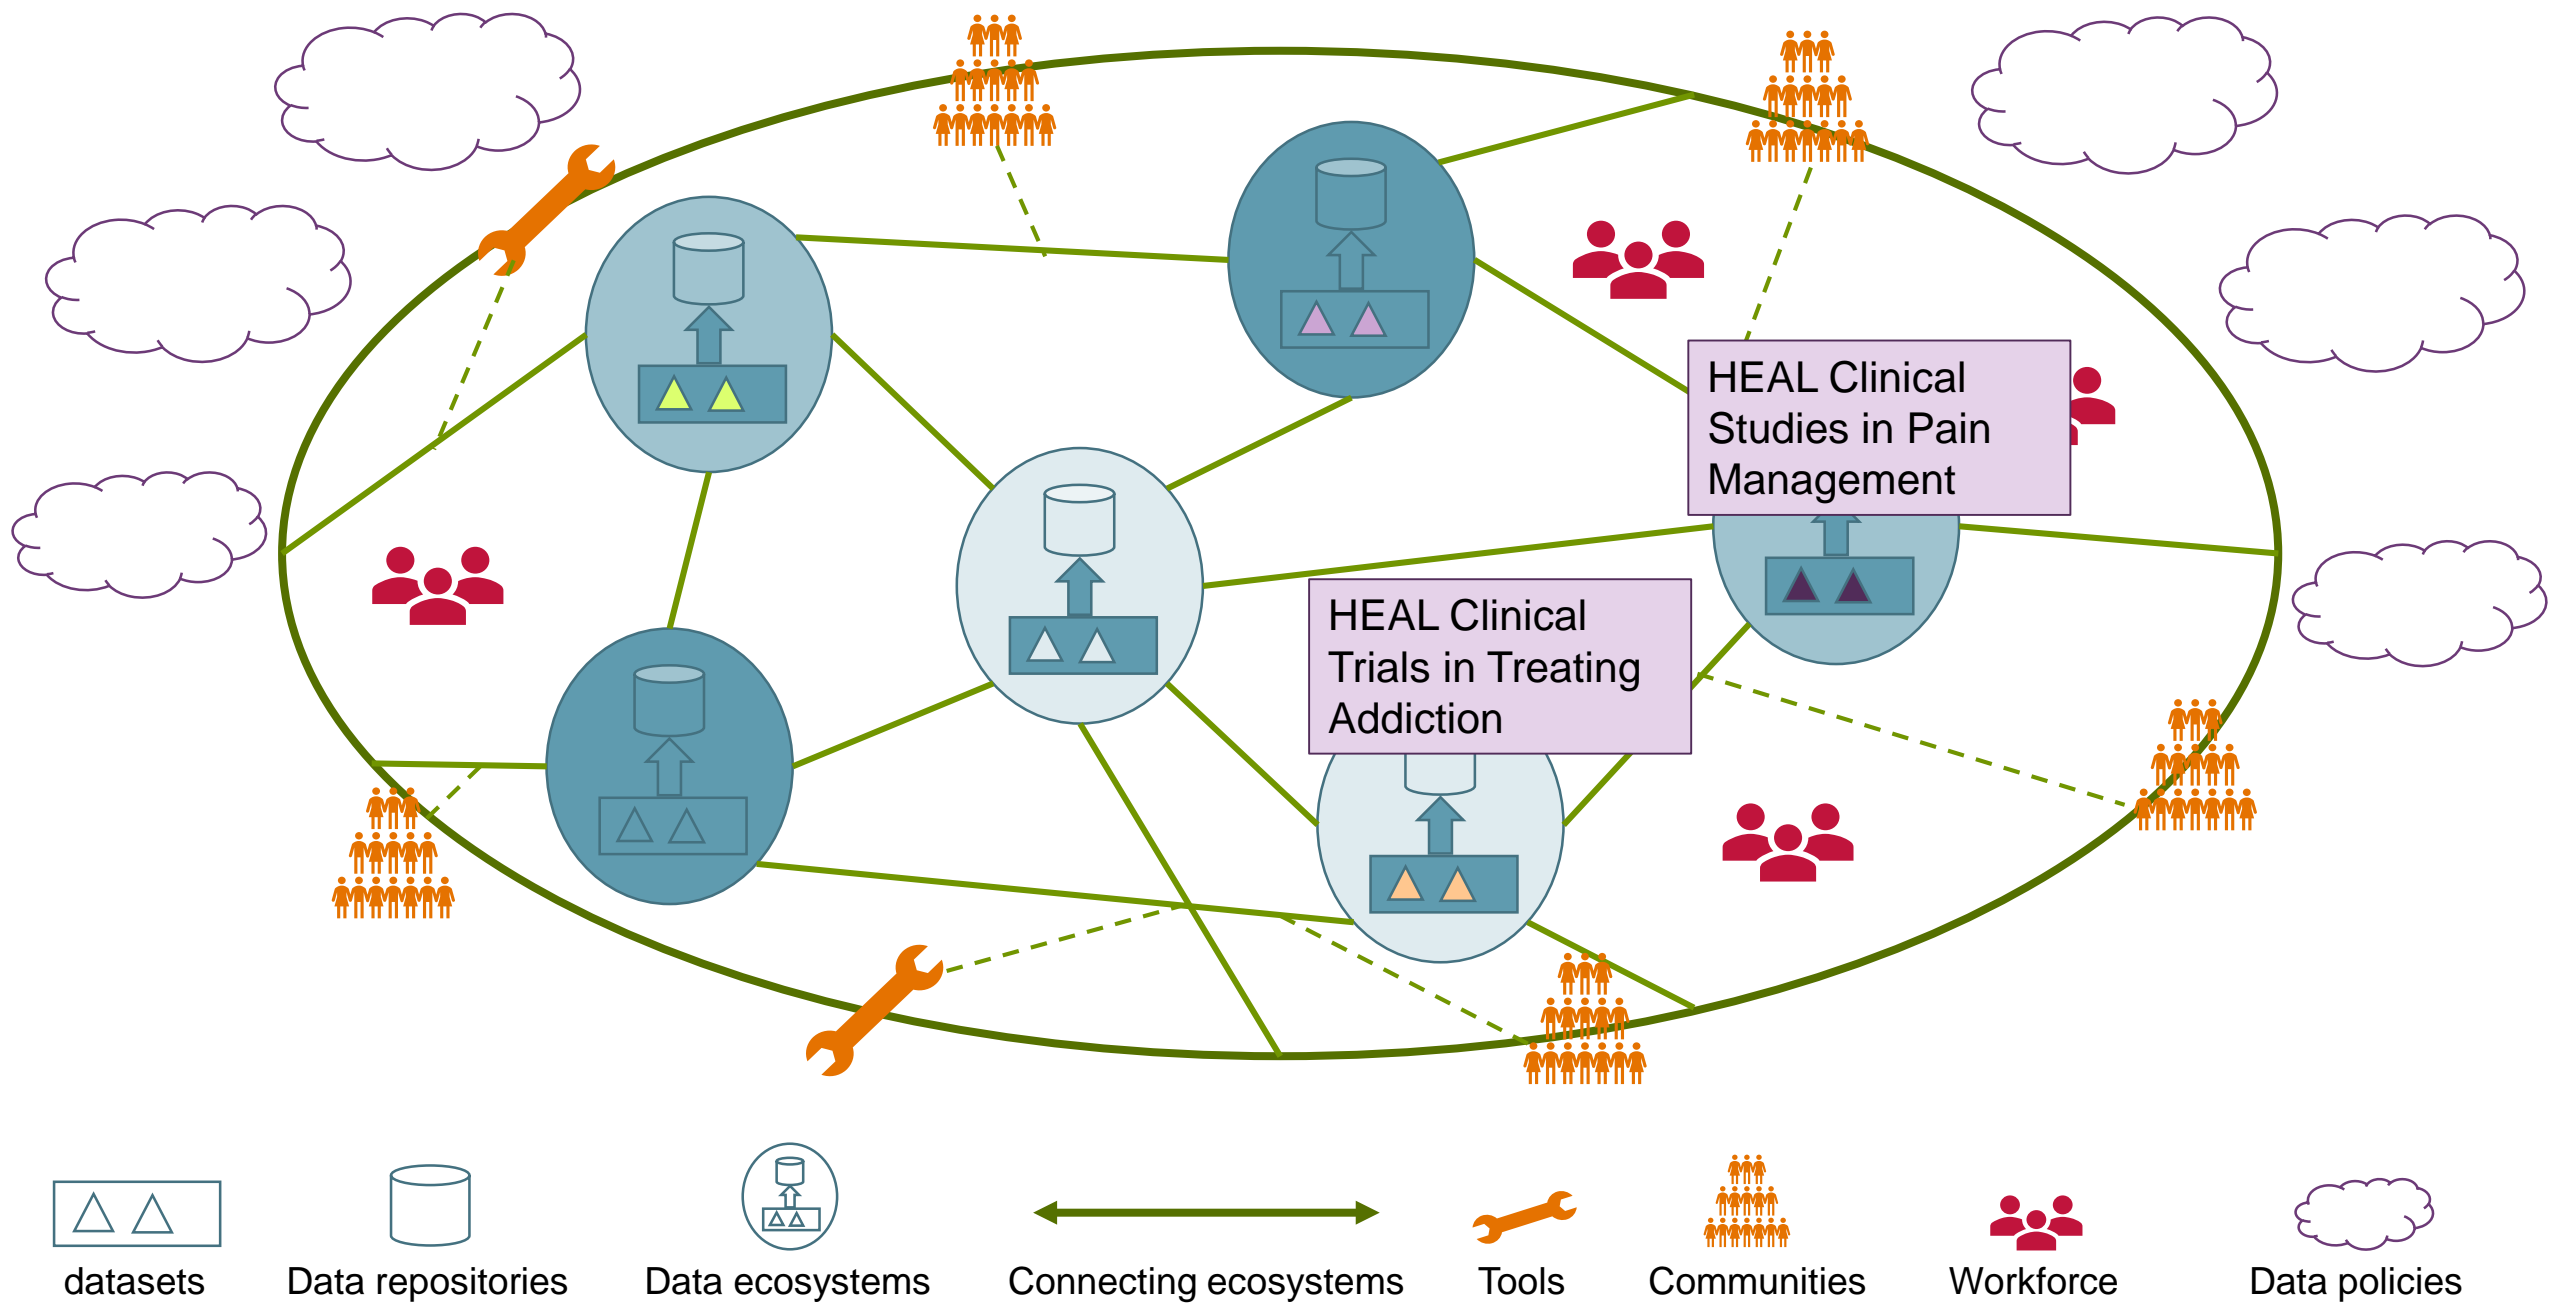 HEAL Clinical
Studies in Pain
Management
HEAL Clinical
Trials in Treating
Addiction
datasets
Data repositories
Data ecosystems
Connecting ecosystems
Tools
Communities
Workforce
Data policies